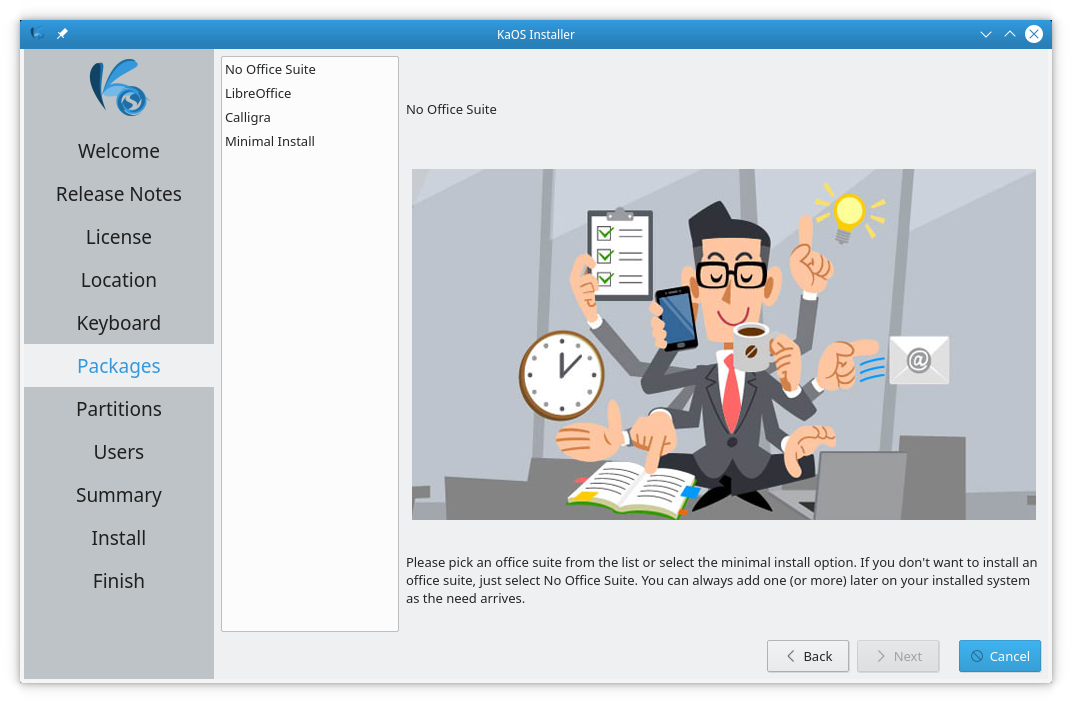 KaOS Installer
Welcome
Release Notes
License
Location
Keyboard
Packages
Partitions
Users
Summary
Install
Finish
No Office Suite
LibreOffice
Calligra
Minimal Install
No Office Suite
@
Please pick an office suite from the list or select the minimal install option. If you don't want to install an
office suite, just select No Office Suite. You can always add one (or more) later on your installed system
as the need arrives.
Back
Next
Cancel